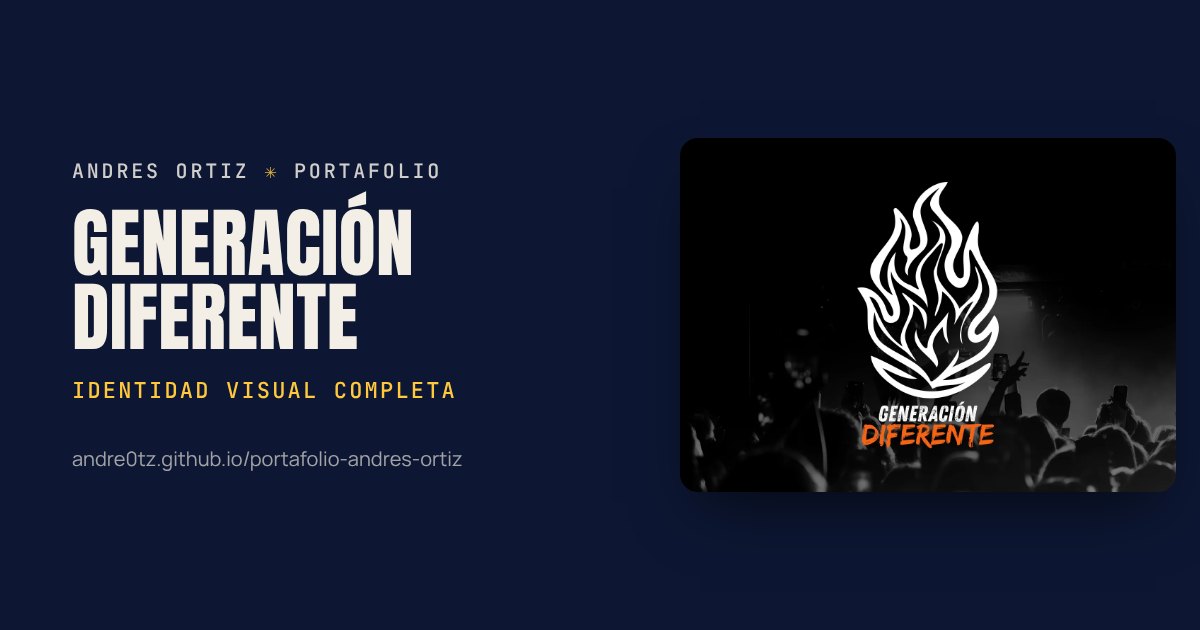 ANDRES ORTIZ ✳ PORTAFOLIO
GENERACIÓN
DIFERENTE
IDENTIDAD VISUAL COMPLETA
andre0tz.github.io/portafolio-andres-ortiz
GENERACIÓN
DIFERENTE